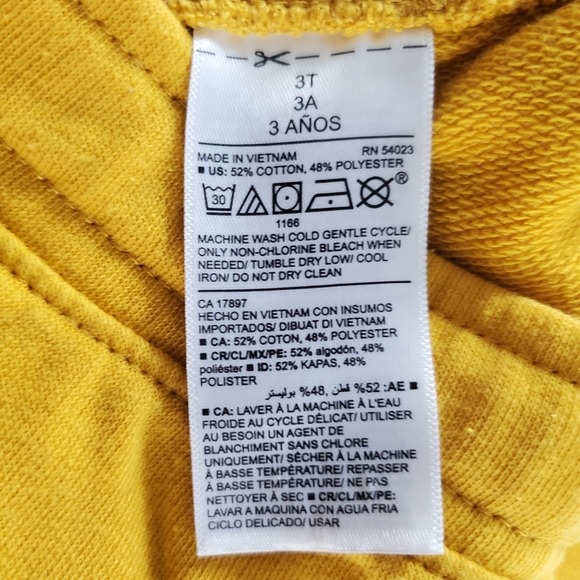 3T
3A
3 AÑOS
MADE IN VIETNAM RN 54023
■ US: 52% COTTON, 48% POLYESTER
30
®
1166
MACHINE WASH COLD GENTLE CYCLE/
ONLY NON-CHLORINE BLEACH WHEN
NEEDED/ TUMBLE DRY LOW/ COOL
IRON/ DO NOT DRY CLEAN
CA 17897
HECHO EN VIETNAM CON INSUMOS
IMPORTADOS/ DIBUAT DI VIETNAM
■ CA: 52% COTON, 48% POLYESTER
■ CR/CL/MX/PE: 52% algodón, 48%
poliéster ■ ID: 52% KAPAS, 48%
POLISTER
■ AE: 52% قطن, 48% بوليستر
■ CA: LAVER À LA MACHINE À L'EAU
FROIDE AU CYCLE DÉLICAT/ UTILISER
AU BESOIN UN AGENT DE
BLANCHIMENT SANS CHLORE
UNIQUEMENT/ SÉCHER À LA MACHINE
À BASSE TEMPÉRATURE/ REPASSER
À BASSE TEMPÉRATURE/ NE PAS
NETTOYER À SEC ■ CR/CL/MX/PE:
LAVAR A MAQUINA CON AGUA FRIA
CICLO DELICADO/ USAR